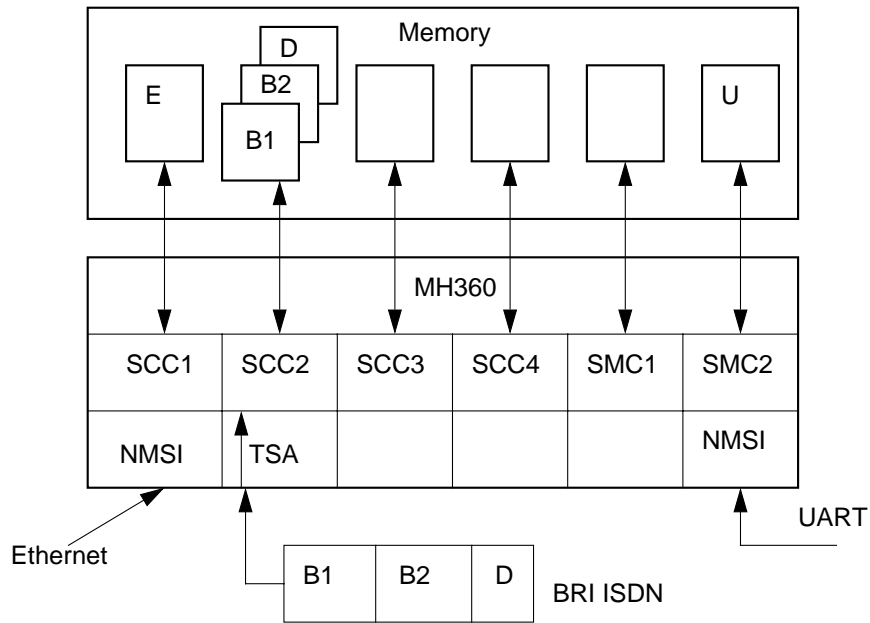 Memory
D
E
B2
U
B1
MH360
SCC1 SCC2 SCC3 SCC4 SMC1 SMC2
NMSI TSA NMSI
UART
Ethernet
B1 B2 D
BRI ISDN